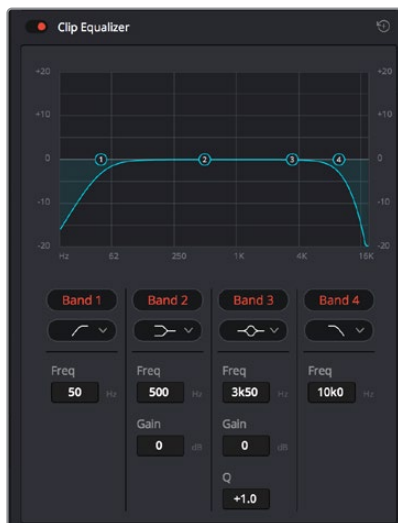 Clip Equalizer
+20 +20
+10 +10
0 0
-10 -10
-20 -20
Hz 62 250 1K 4K 16K
1 2 3 4
Band 1 Band 2 Band 3 Band 4
Freq Freq Freq Freq
50 Hz 500 Hz 3k50 Hz 10k0 Hz
Gain Gain
0 dB 0 dB
Q
+1.0